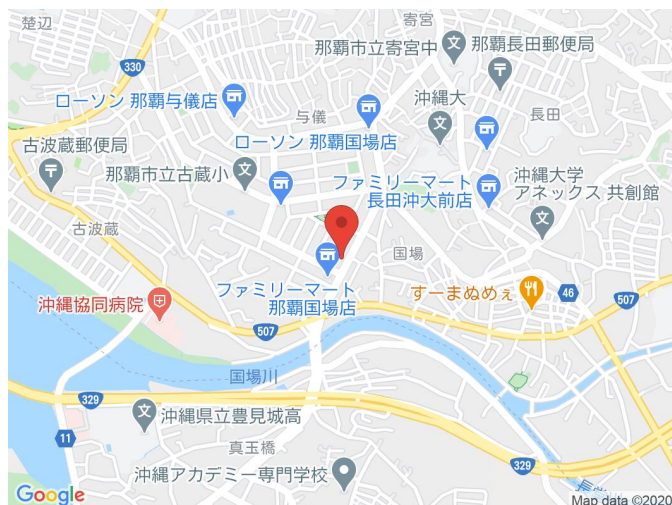 楚辺
寄宮
那覇市立寄宮中
那覇長田郵便局
330
ローソン 那覇与儀店
与儀
沖縄大
長田
古波蔵郵便局
ローソン 那覇国場店
那覇市立古蔵小
ファミリーマート
長田沖大前店
沖縄大学
アネックス 共創館
古波蔵
国場
ファミリーマート
那覇国場店
すーまぬめぇ
46
507
沖縄協同病院
507
国場川
329
沖縄県立豊見城高
11
真玉橋
沖縄アカデミー専門学校
329
Google
Map data ©2020